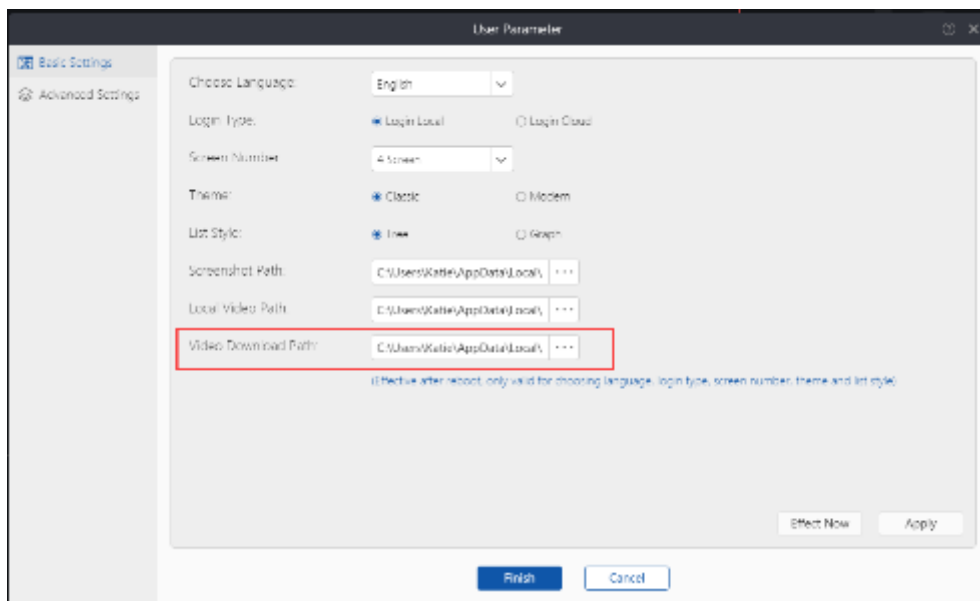 User Parameter
Basic Settings
Advanced Settings
Choose Language:
English
Login Type:
Login Local
Login Cloud
Screen Number
4 Screen
Theme:
Classic
Modern
List Style:
Tree
Graph
Screenshot Path:
C:\Users\Katie\AppData\Local\
...
Local Video Path:
C:\Users\Katie\AppData\Local\
...
Video Download Path:
C:\Users\Katie\AppData\Local\
...
(Effective after reboot, only valid for choosing language, login type, screen number, theme and list style)
Effect Now
Apply
Finish
Cancel